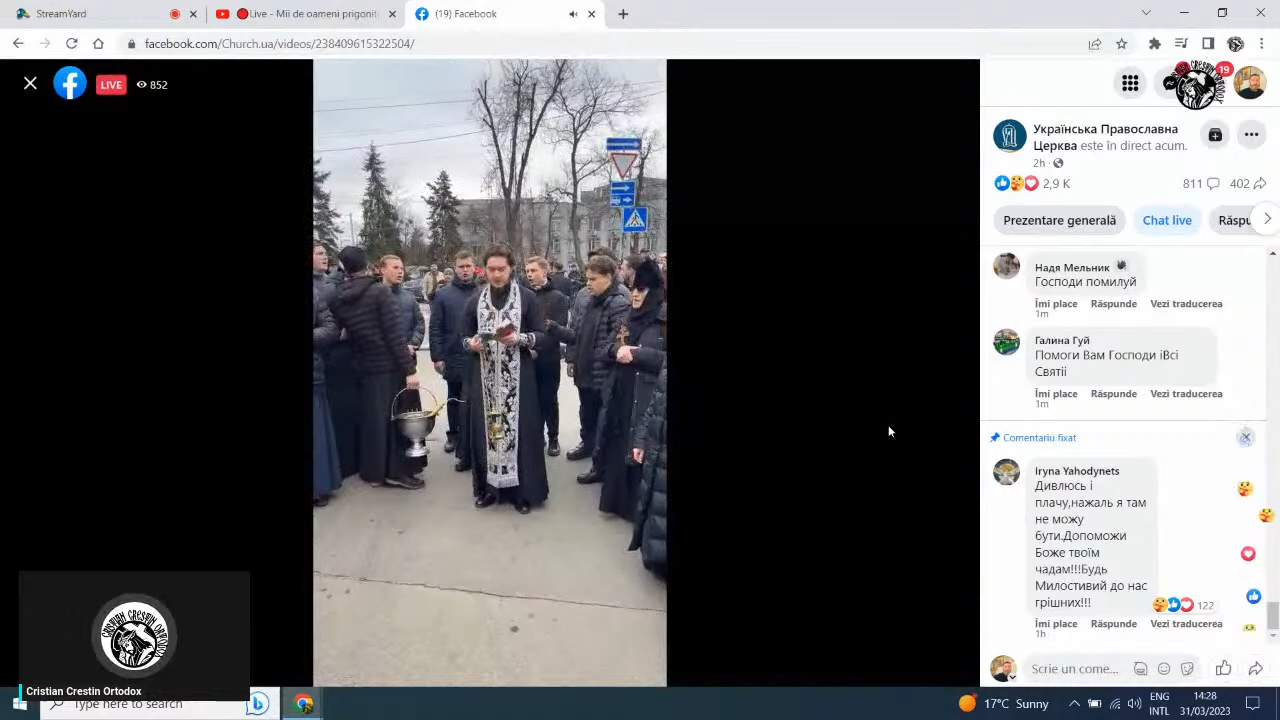 StreamYard
Live - Mii de oameni prigoniti
(19) Facebook
facebook.com/Church.ua/videos/238409615322504/
LIVE
852
19
Українська Православна
Церква este în direct acum.
2h
2,3 K
811
402
Prezentare generală
Chat live
Răspu
Надя Мельник
Господи помилуй
Îmi place Răspunde Vezi traducerea
1m
Галина Гуй
Помоги Вам Господи іВсі
Святії
Îmi place Răspunde Vezi traducerea
1m
Comentariu fixat
Iryna Yahodynets
Дивлюсь і
плачу,нажаль я там
не можу
бути.Допоможи
Боже твоїм
чадам!!!Будь
Милостивий до нас
грішних!!!
122
Îmi place Răspunde Vezi traducerea
1h
Scrie un come...
Cristian Crestin Ortodox
Type here to search
17°C Sunny
ENG
INTL
14:28
31/03/2023